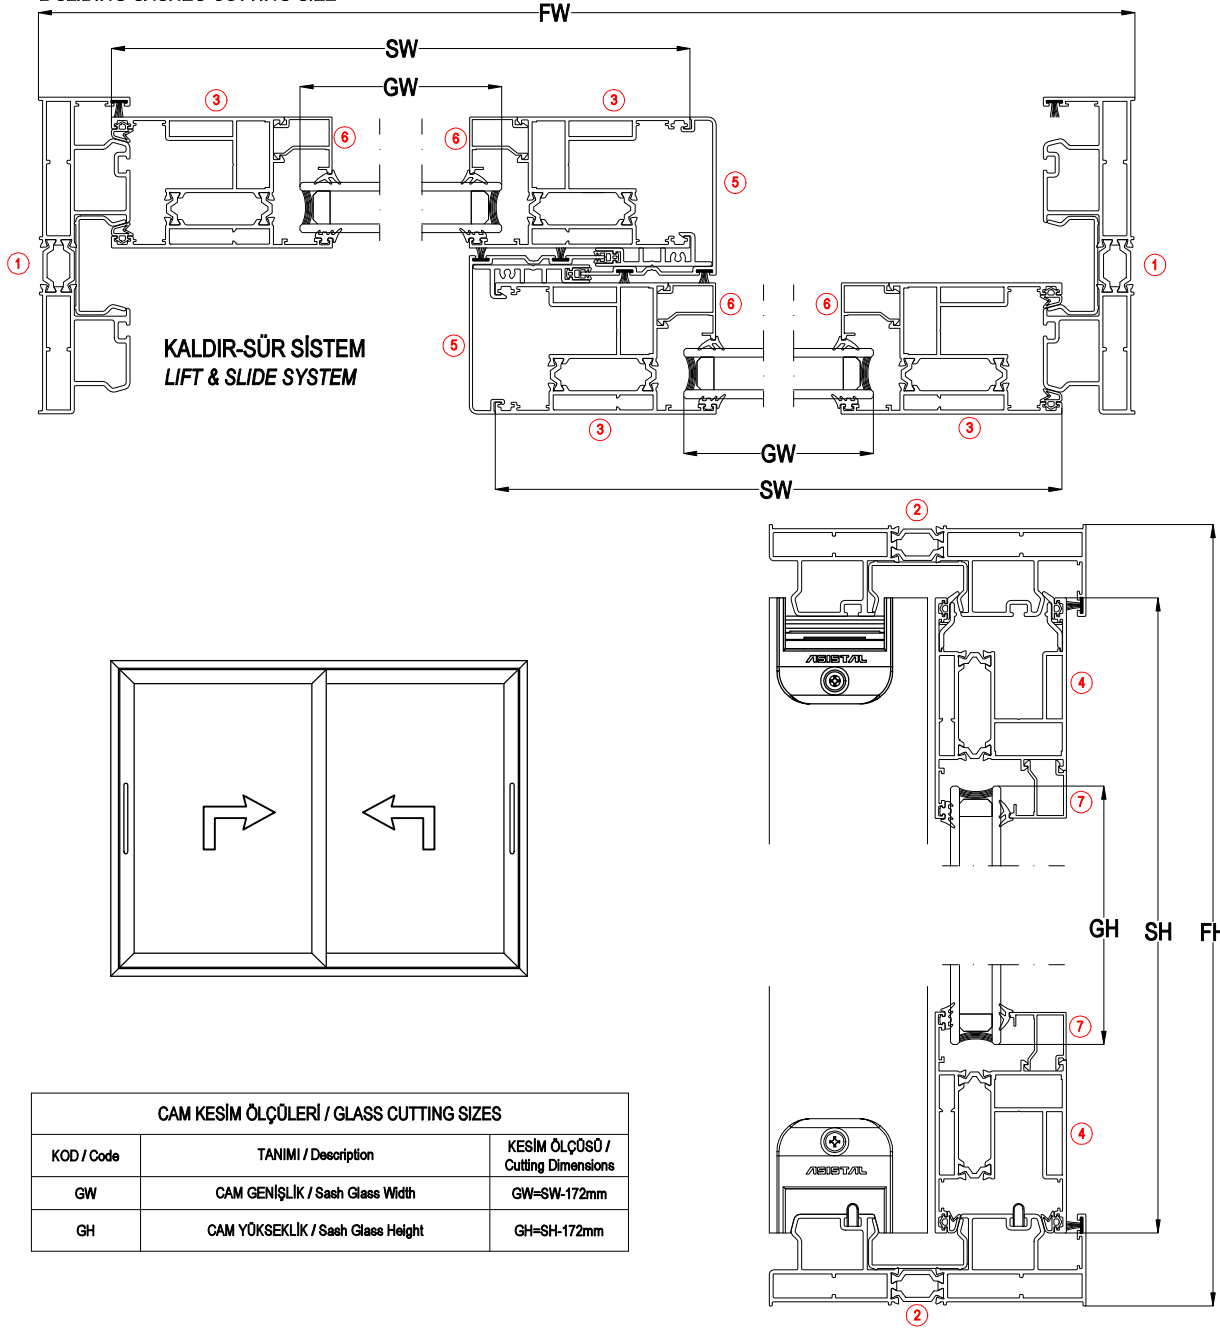 FW
SW
GW
3
3
6
6
5
1
1
6
6
5
KALDIR-SÜR SİSTEM
LIFT & SLIDE SYSTEM
3
3
GW
SW
2
ASISTAL
4
7
GH
SH
FH
7
4
ASISTAL
2
CAM KESİM ÖLÇÜLERİ / GLASS CUTTING SIZES
KOD / Code
TANIMI / Description
KESİM ÖLÇÜSÜ /
Cutting Dimensions
GW
CAM GENİŞLİK / Sash Glass Width
GW=SW-172mm
GH
CAM YÜKSEKLİK / Sash Glass Height
GH=SH-172mm